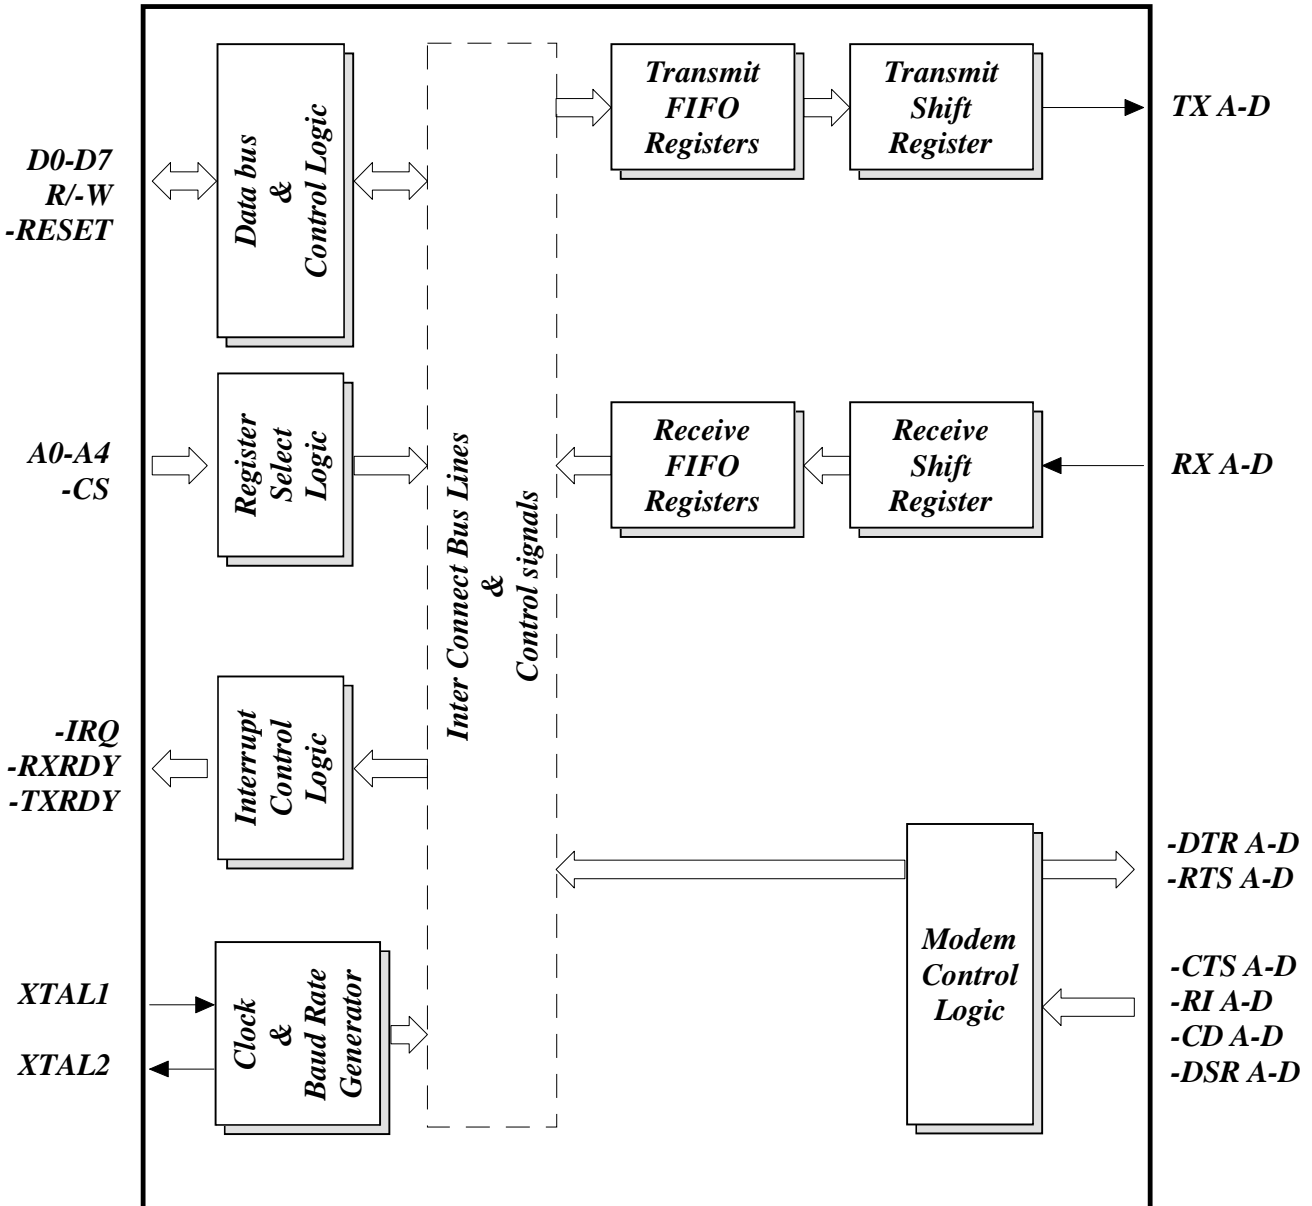 D0-D7
R/-W
-RESET
Data bus
&
Control Logic
A0-A4
-CS
Register
Select
Logic
-IRQ
-RXRDY
-TXRDY
Interrupt
Control
Logic
XTAL1
XTAL2
Clock
&
Baud Rate
Generator
Inter Connect Bus Lines
&
Control signals
Transmit
FIFO
Registers
Transmit
Shift
Register
TX A-D
Receive
FIFO
Registers
Receive
Shift
Register
RX A-D
Modem
Control
Logic
-DTR A-D
-RTS A-D
-CTS A-D
-RI A-D
-CD A-D
-DSR A-D